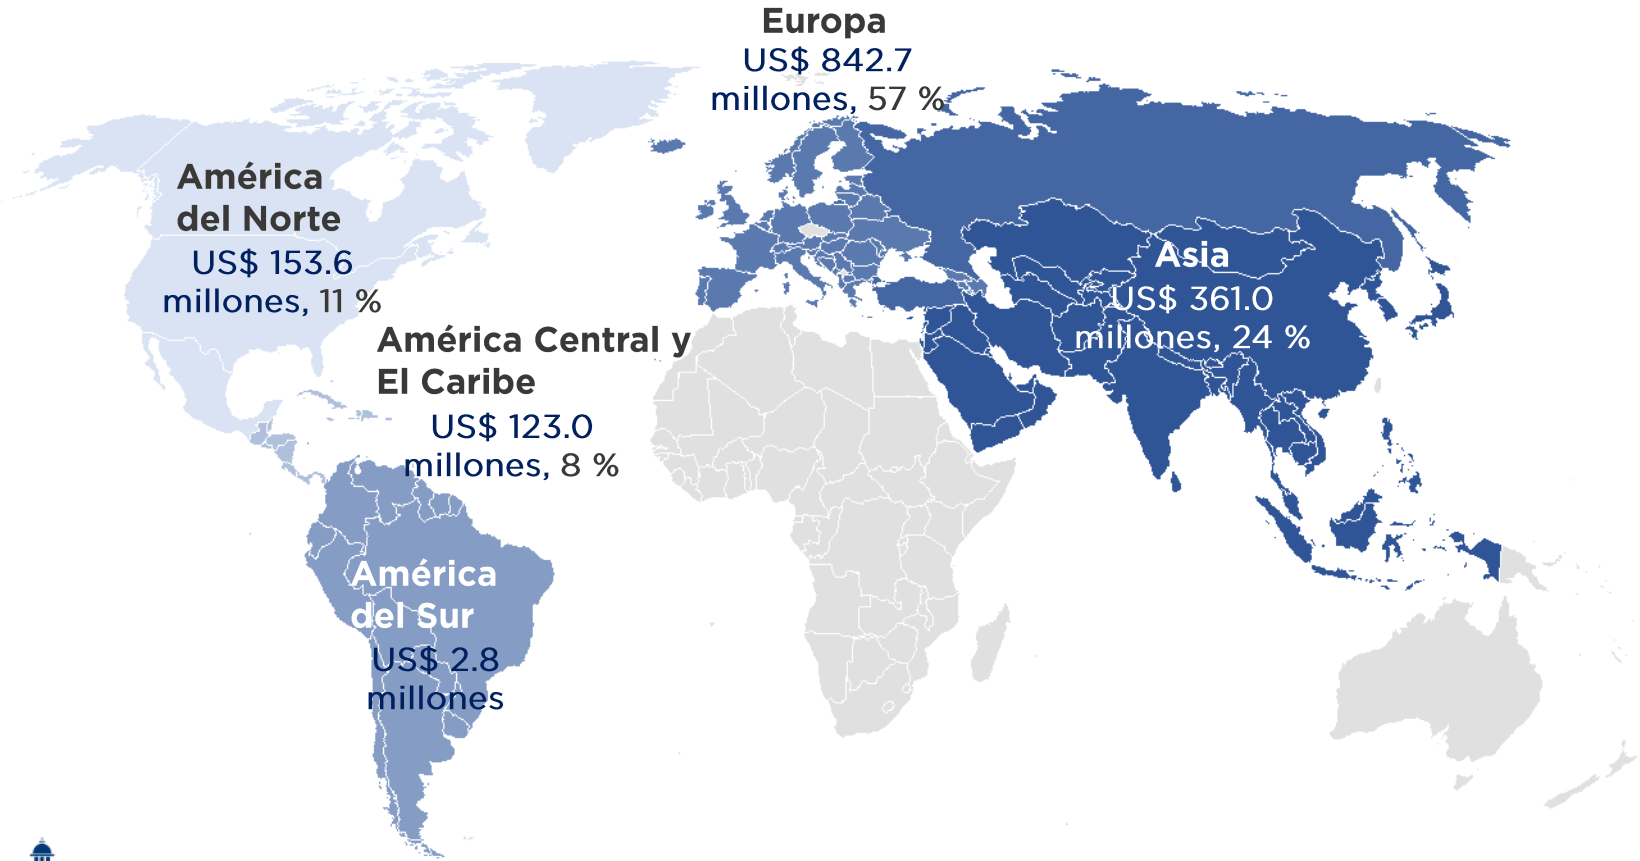 Europa
US$ 842.7
millones, 57 %
América
del Norte
US$ 153.6
millones, 11 %
América Central y
El Caribe
US$ 123.0
millones, 8 %
Asia
US$ 361.0
millones, 24 %
América
del Sur
US$ 2.8
millones